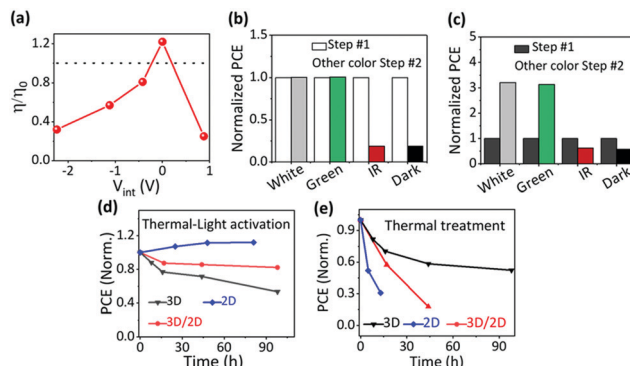 (a)
1.2
0.8
0.4
0.0
η/η0
-2 -1 0 1
Vint (V)
(b)
Step #1
Other color Step #2
1.5
1.0
0.5
0.0
Normalized PCE
White Green IR Dark
(c)
Step #1
Other color Step #2
5
4
3
2
1
0
Normalized PCE
White Green IR Dark
(d)
Thermal-Light activation
1.2
0.8
0.4
0.0
PCE (Norm.)
3D 2D
3D/2D
0 30 60 90
Time (h)
(e)
Thermal treatment
0.9
0.6
0.3
0.0
PCE (Norm.)
3D 2D 3D/2D
0 30 60 90
Time (h)